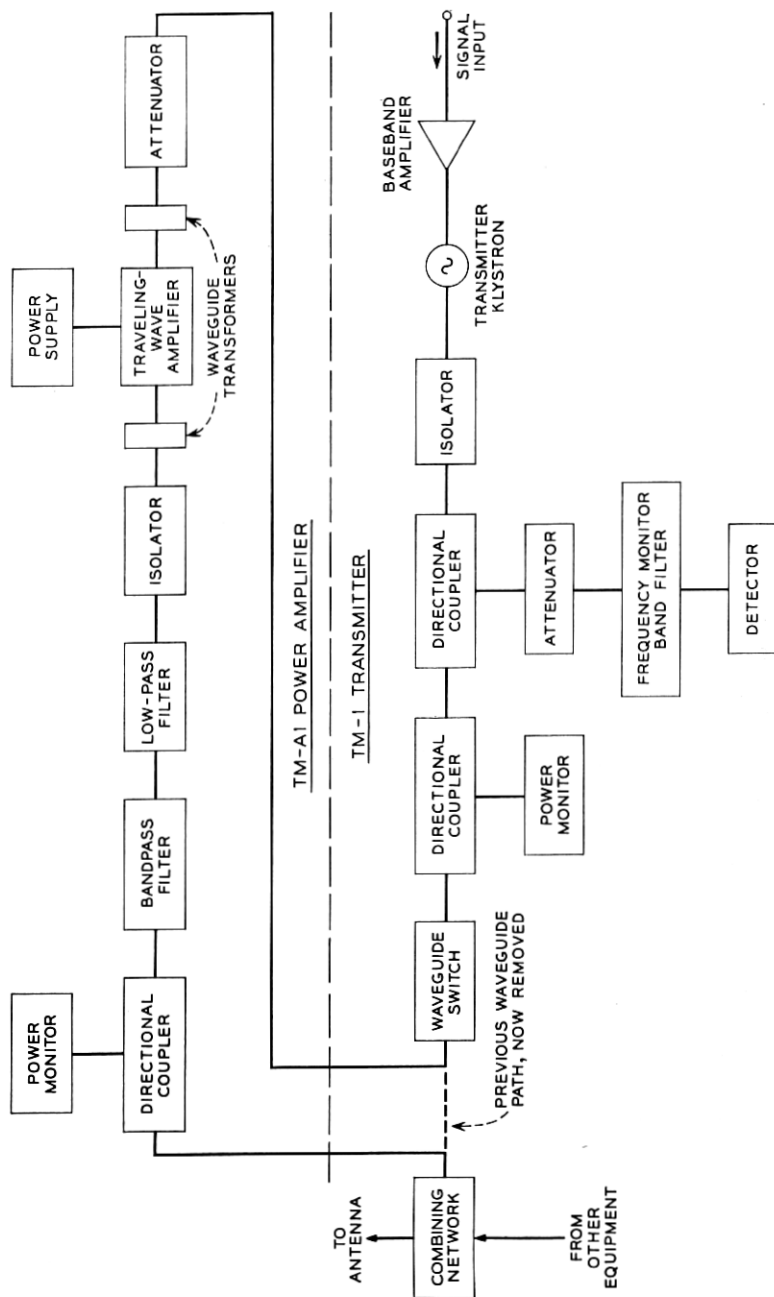 POWER
MONITOR
POWER
SUPPLY
DIRECTIONAL
COUPLER
BANDPASS
FILTER
LOW-PASS
FILTER
ISOLATOR
TRAVELING-
WAVE
AMPLIFIER
ATTENUATOR
WAVEGUIDE
TRANSFORMERS
TM-A1 POWER AMPLIFIER
TM-1 TRANSMITTER
TO
ANTENNA
COMBINING
NETWORK
FROM
OTHER
EQUIPMENT
PREVIOUS WAVEGUIDE
PATH, NOW REMOVED
WAVEGUIDE
SWITCH
DIRECTIONAL
COUPLER
POWER
MONITOR
DIRECTIONAL
COUPLER
ATTENUATOR
FREQUENCY MONITOR
BAND FILTER
DETECTOR
ISOLATOR
TRANSMITTER
KLYSTRON
BASEBAND
AMPLIFIER
SIGNAL
INPUT